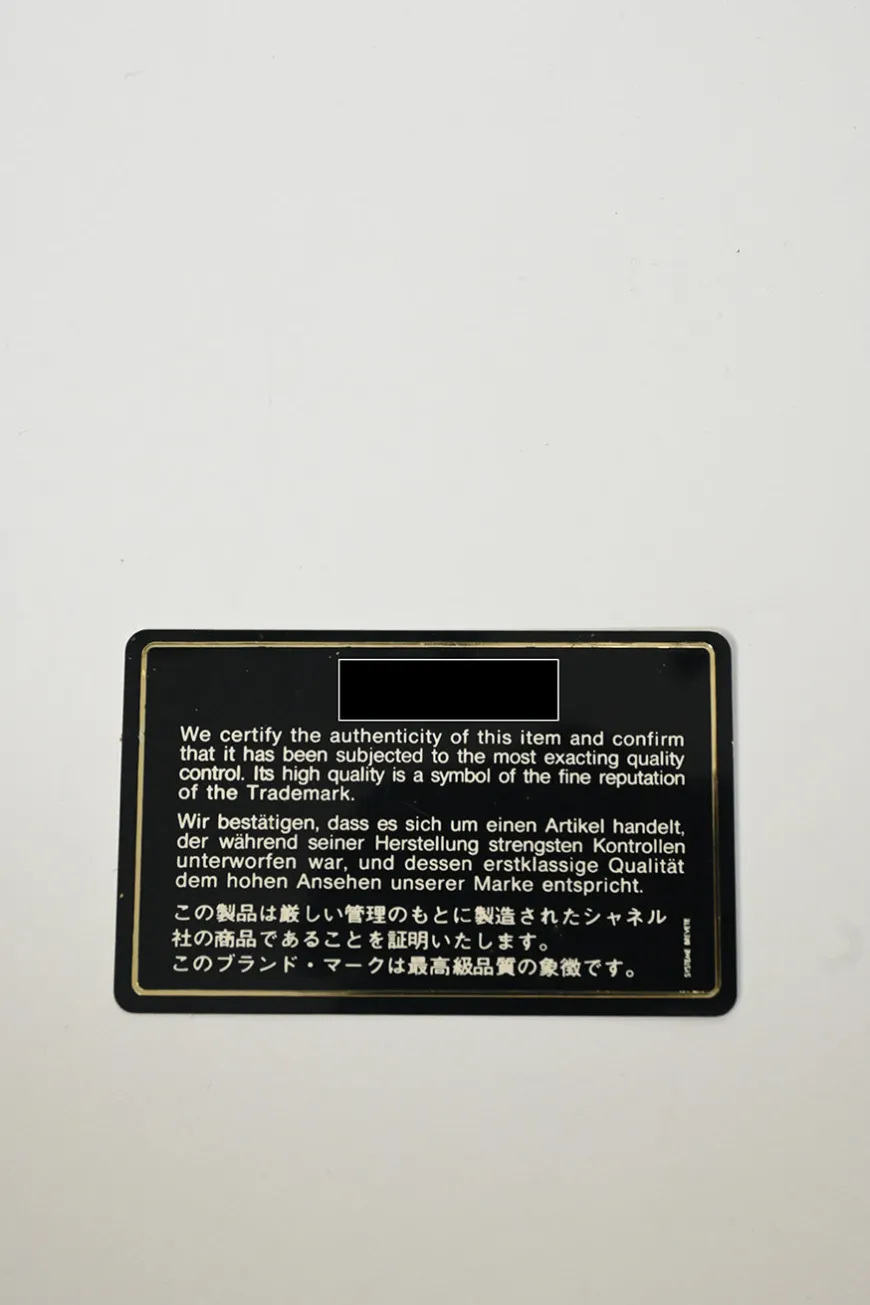 We certify the authenticity of this item and confirm
that it has been subjected to the most exacting quality
control. Its high quality is a symbol of the fine reputation
of the Trademark.
Wir bestätigen, dass es sich um einen Artikel handelt,
der während seiner Herstellung strengsten Kontrollen
unterworfen war, und dessen erstklassige Qualität
dem hohen Ansehen unserer Marke entspricht.
この製品は厳しい管理のもとに製造されたシャネル
社の商品であることを証明いたします。
このブランド・マークは最高級品質の象徴です。
SYSTEME BREVETE